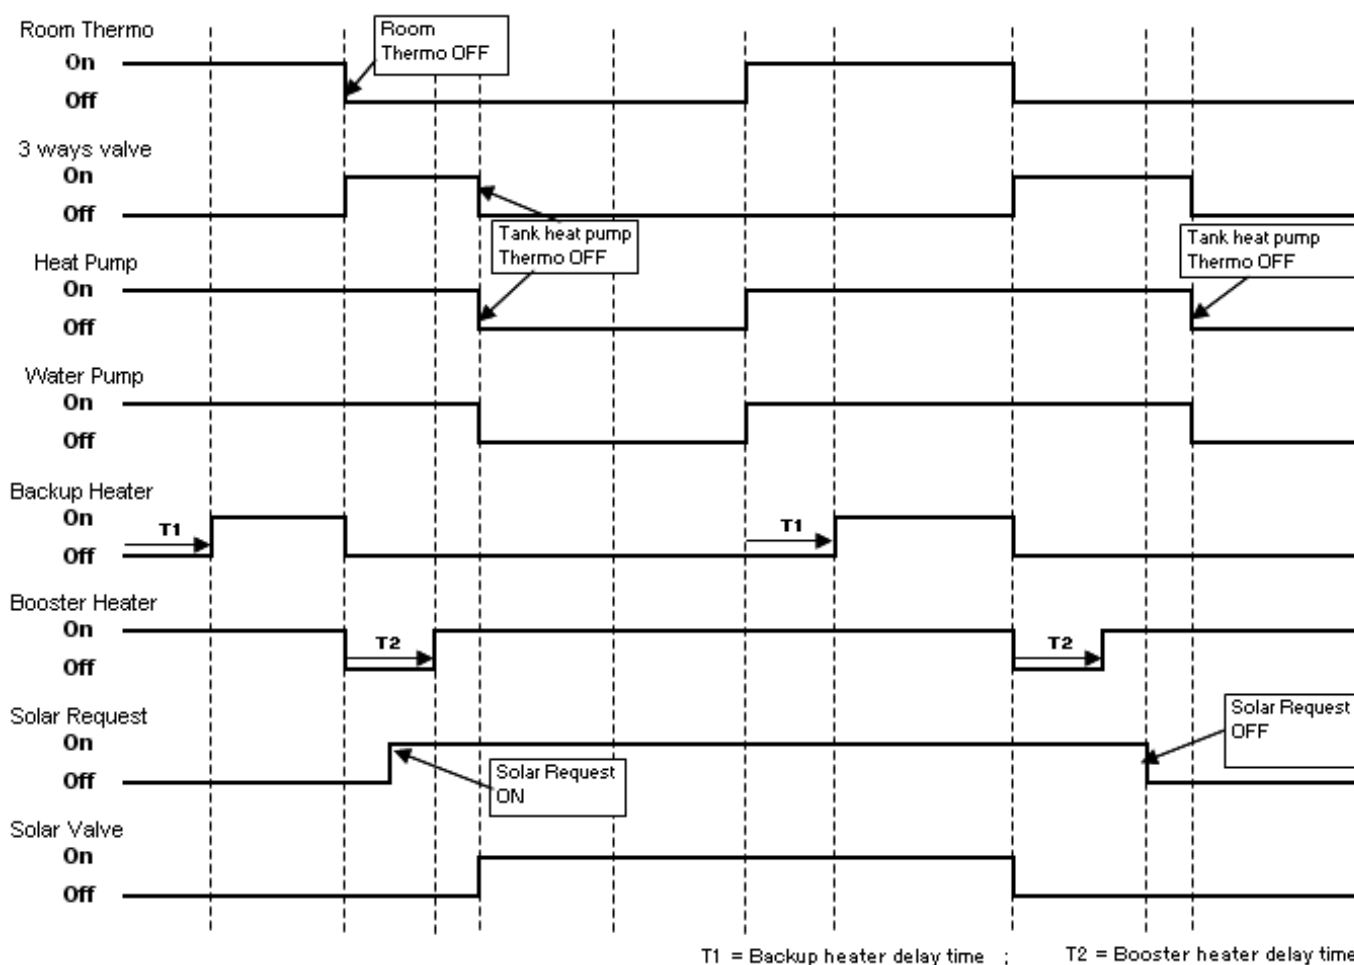 Room Thermo
On
Off
Room
Thermo OFF
3 ways valve
On
Off
Tank heat pump
Thermo OFF
Tank heat pump
Thermo OFF
Heat Pump
On
Off
Water Pump
On
Off
Backup Heater
On
Off
T1
T1
Booster Heater
On
Off
T2
T2
Solar Request
On
Off
Solar Request
ON
Solar Request
OFF
Solar Valve
On
Off
T1 = Backup heater delay time ; T2 = Booster heater delay time